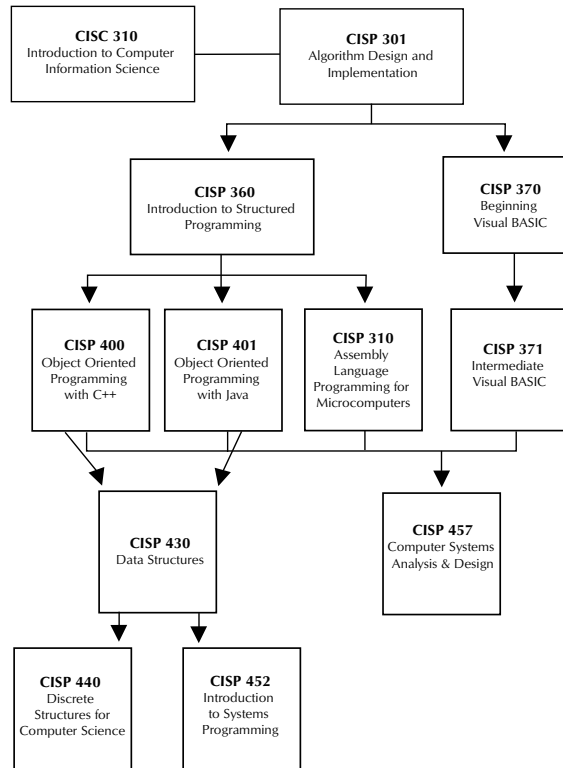 CISC 310
Introduction to Computer
Information Science
CISP 301
Algorithm Design and
Implementation
CISP 360
Introduction to Structured
Programming
CISP 370
Beginning
Visual BASIC
CISP 400
Object Oriented
Programming
with C++
CISP 401
Object Oriented
Programming
with Java
CISP 310
Assembly
Language
Programming for
Microcomputers
CISP 371
Intermediate
Visual BASIC
CISP 430
Data Structures
CISP 457
Computer Systems
Analysis & Design
CISP 440
Discrete
Structures for
Computer Science
CISP 452
Introduction
to Systems
Programming